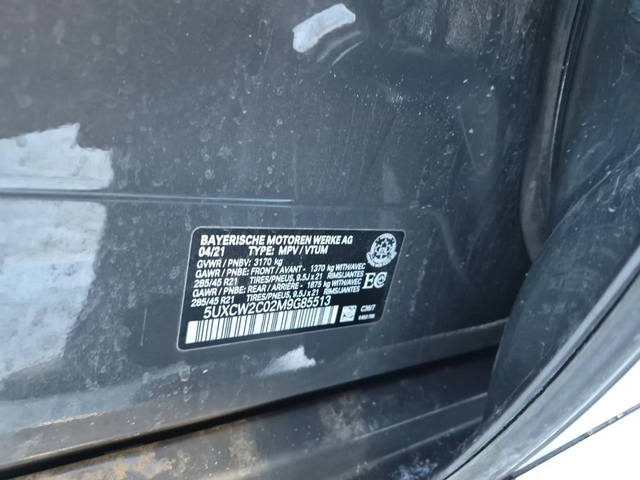 BAYERISCHE MOTOREN WERKE AG
04/21 TYPE: MPV / VTUM
GVWR / PNBV: 3170 kg
GAWR / PNBE: FRONT / AVANT - 1370 kg WITH/AVEC
285/45 R21 TIRES/PNEUS, 9.5J x 21 RIMS/JANTES
GAWR / PNBE: REAR / ARRIÈRE - 1875 kg WITH/AVEC
285/45 R21 TIRES/PNEUS, 9.5J x 21 RIMS/JANTES
EC
5UXCW2C02M9G85513